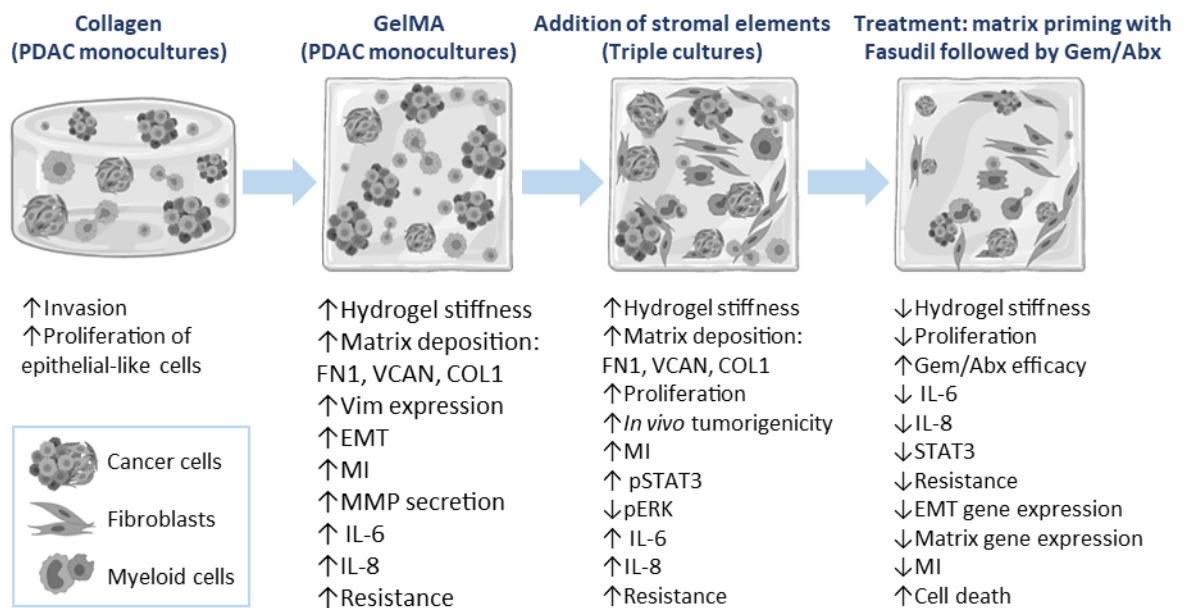 Collagen
(PDAC monocultures)
GelMA
(PDAC monocultures)
Addition of stromal elements
(Triple cultures)
Treatment: matrix priming with
Fasudil followed by Gem/Abx
↑Invasion
↑Proliferation of
epithelial-like cells
Cancer cells
Fibroblasts
Myeloid cells
↑Hydrogel stiffness
↑Matrix deposition:
FN1, VCAN, COL1
↑Vim expression
↑EMT
↑MI
↑MMP secretion
↑ IL-6
↑IL-8
↑Resistance
↑Hydrogel stiffness
↑Matrix deposition:
FN1, VCAN, COL1
↑Proliferation
↑In vivo tumorigenicity
↑MI
↑ pSTAT3
↓pERK
↑ IL-6
↑IL-8
↑Resistance
↓Hydrogel stiffness
↓Proliferation
↑Gem/Abx efficacy
↓ IL-6
↓IL-8
↓STAT3
↓Resistance
↓EMT gene expression
↓Matrix gene expression
↓MI
↑Cell death